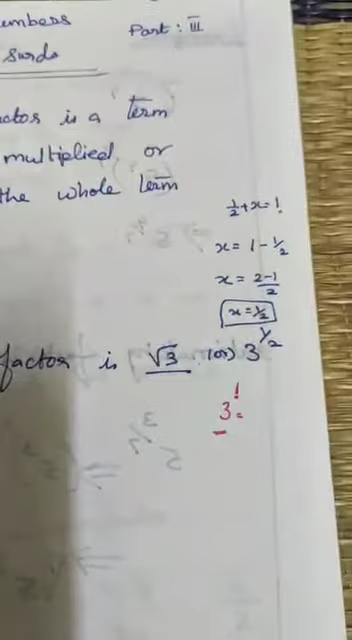 umbers
Part : III
Surds
actor is a term
multiplied or
the whole term
1/2 + x = 1
x = 1 - 1/2
x = 2-1/2
x = 1/2
factor is √3 (or) 3^1/2
3!